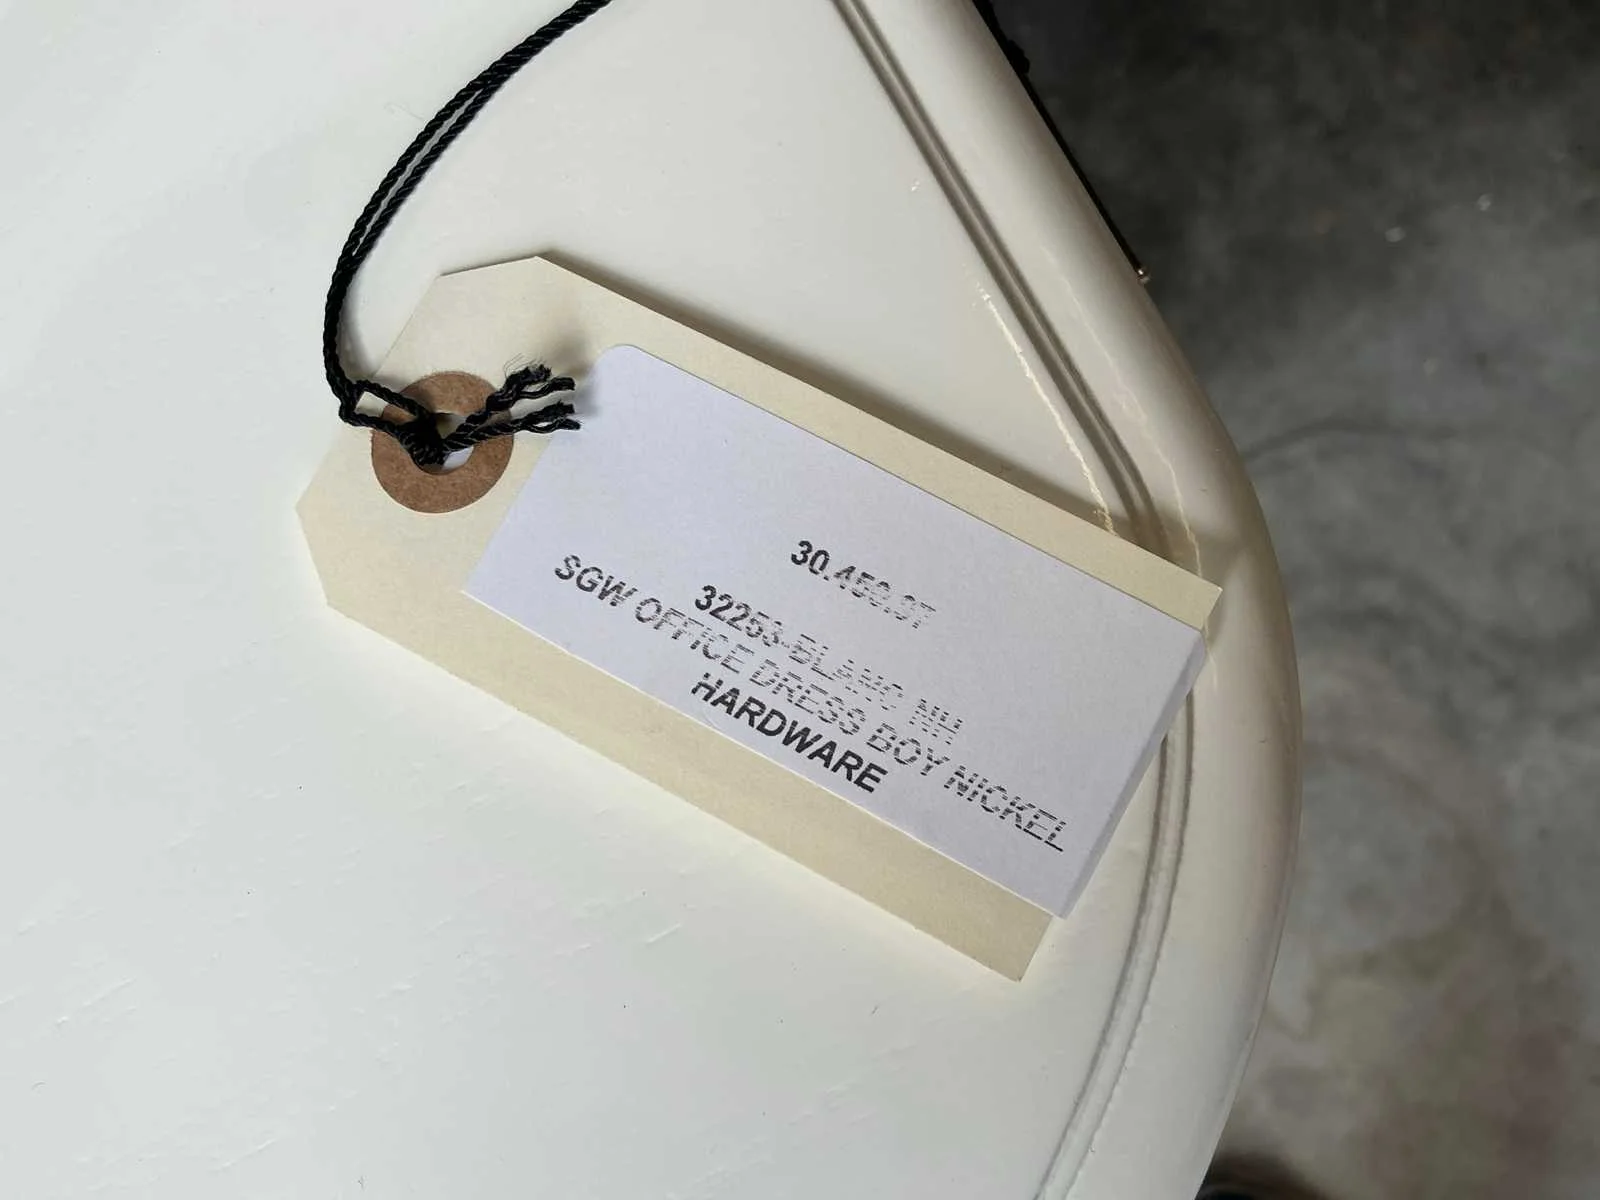 30.450.97
32253-BLANC NH
SGW OFFICE DRESS BOY NICKEL
HARDWARE